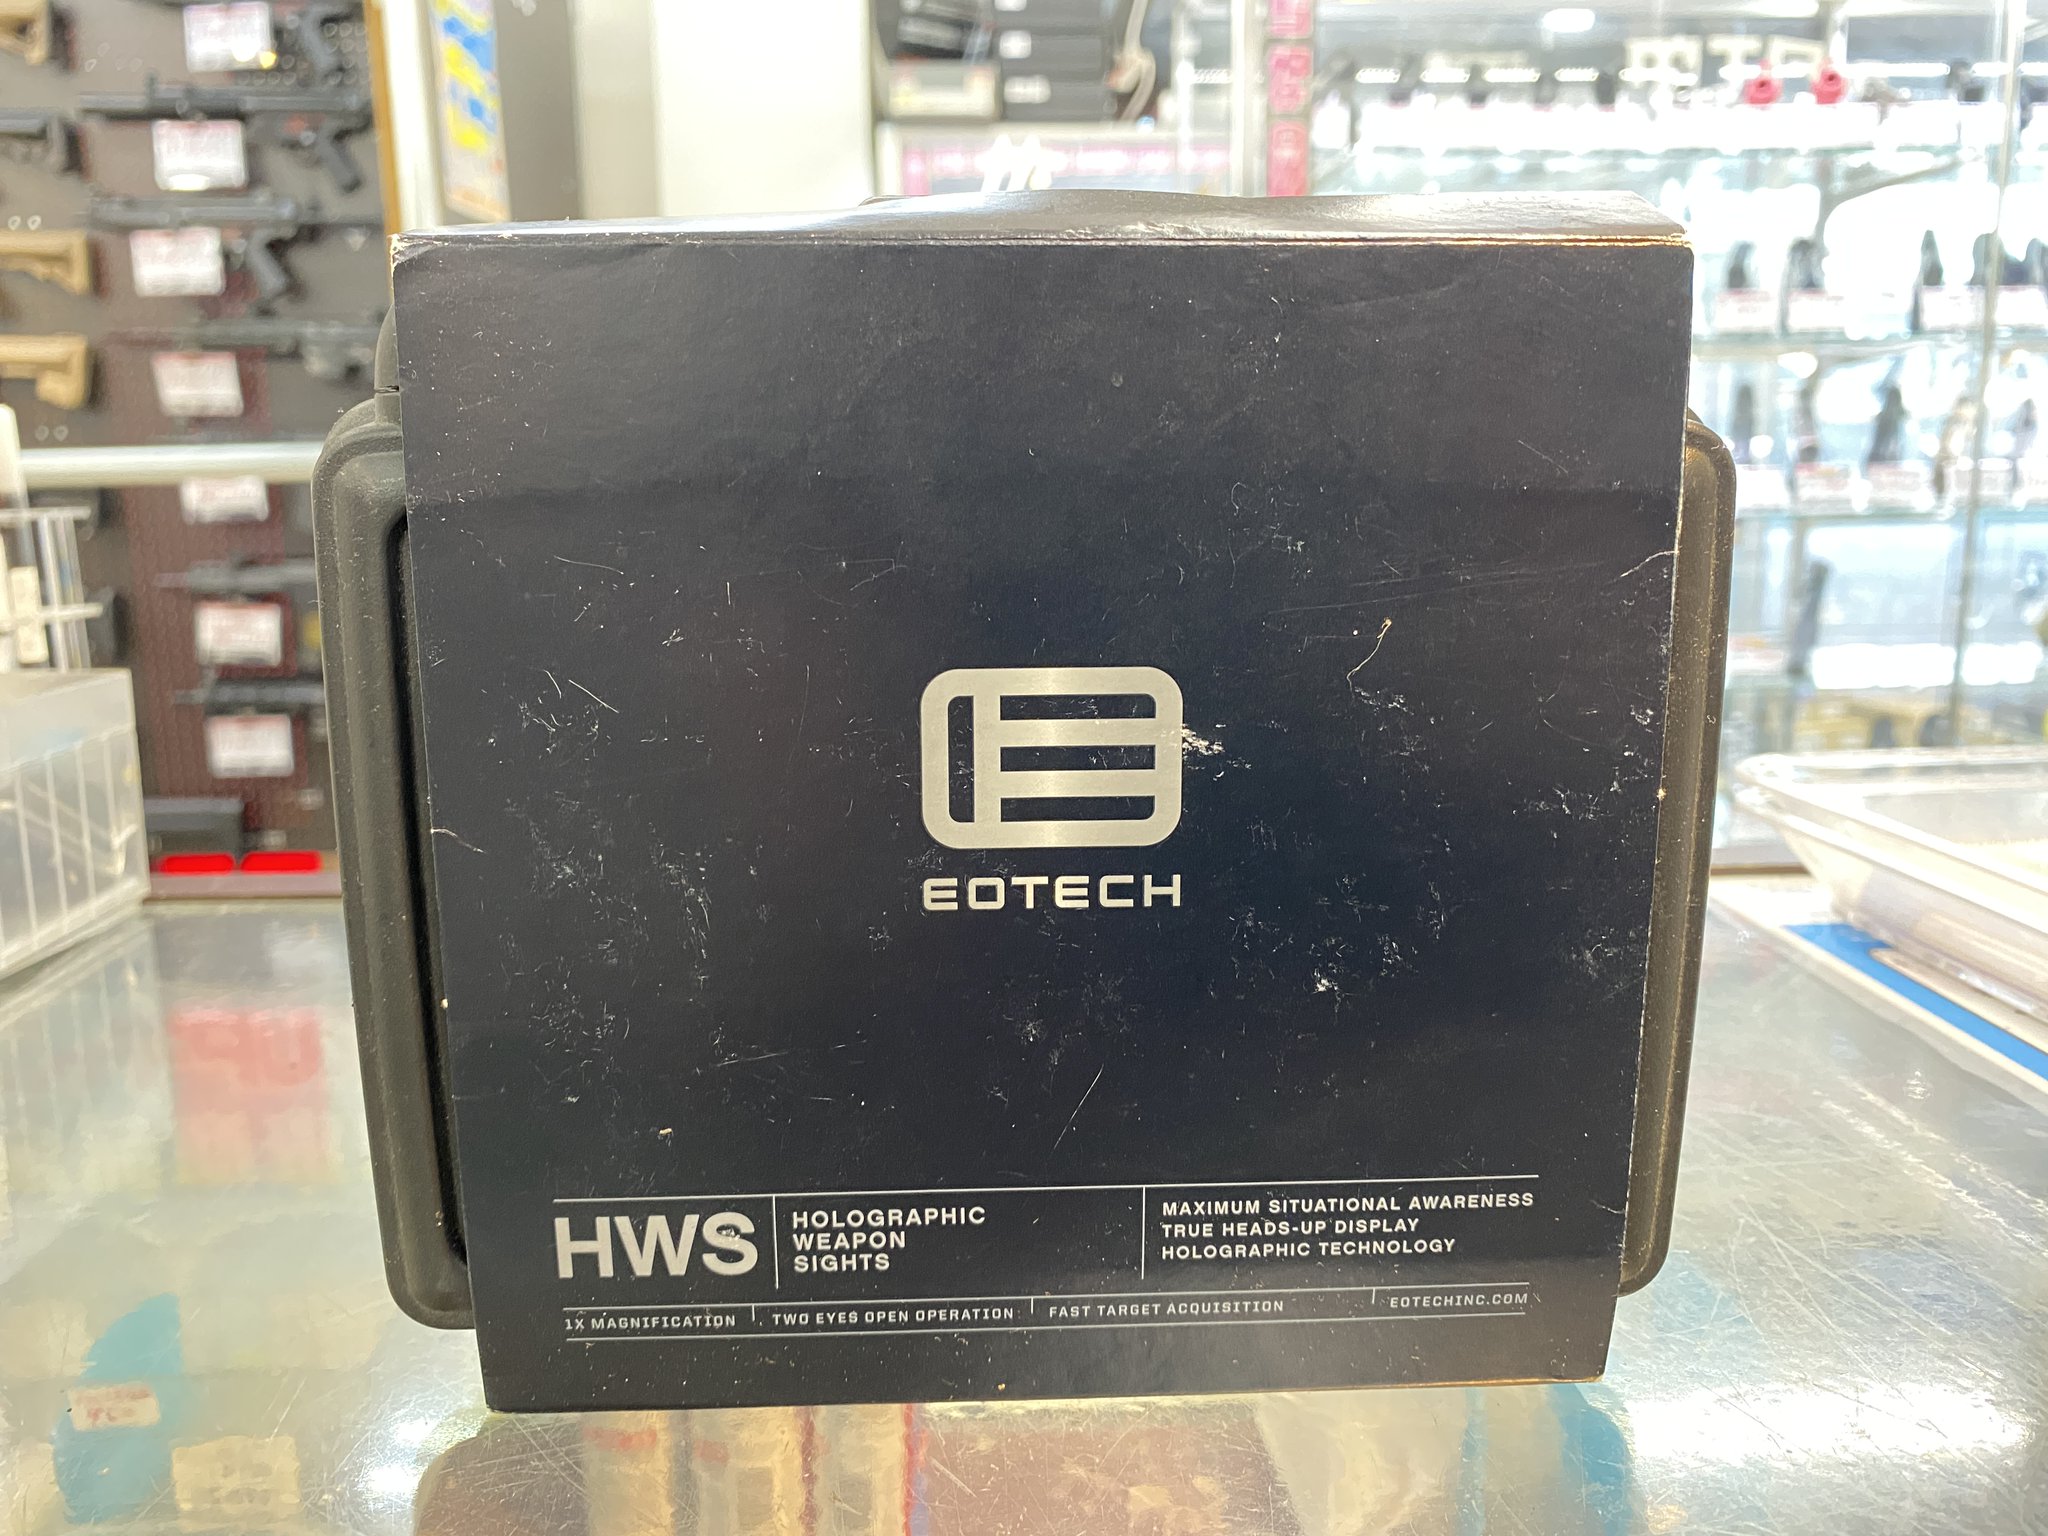 EOTECH
HWS
HOLOGRAPHIC
WEAPON
SIGHTS
MAXIMUM SITUATIONAL AWARENESS
TRUE HEADS-UP DISPLAY
HOLOGRAPHIC TECHNOLOGY
1X MAGNIFICATION
TWO EYES OPEN OPERATION
FAST TARGET ACQUISITION
EOTECHINC.COM